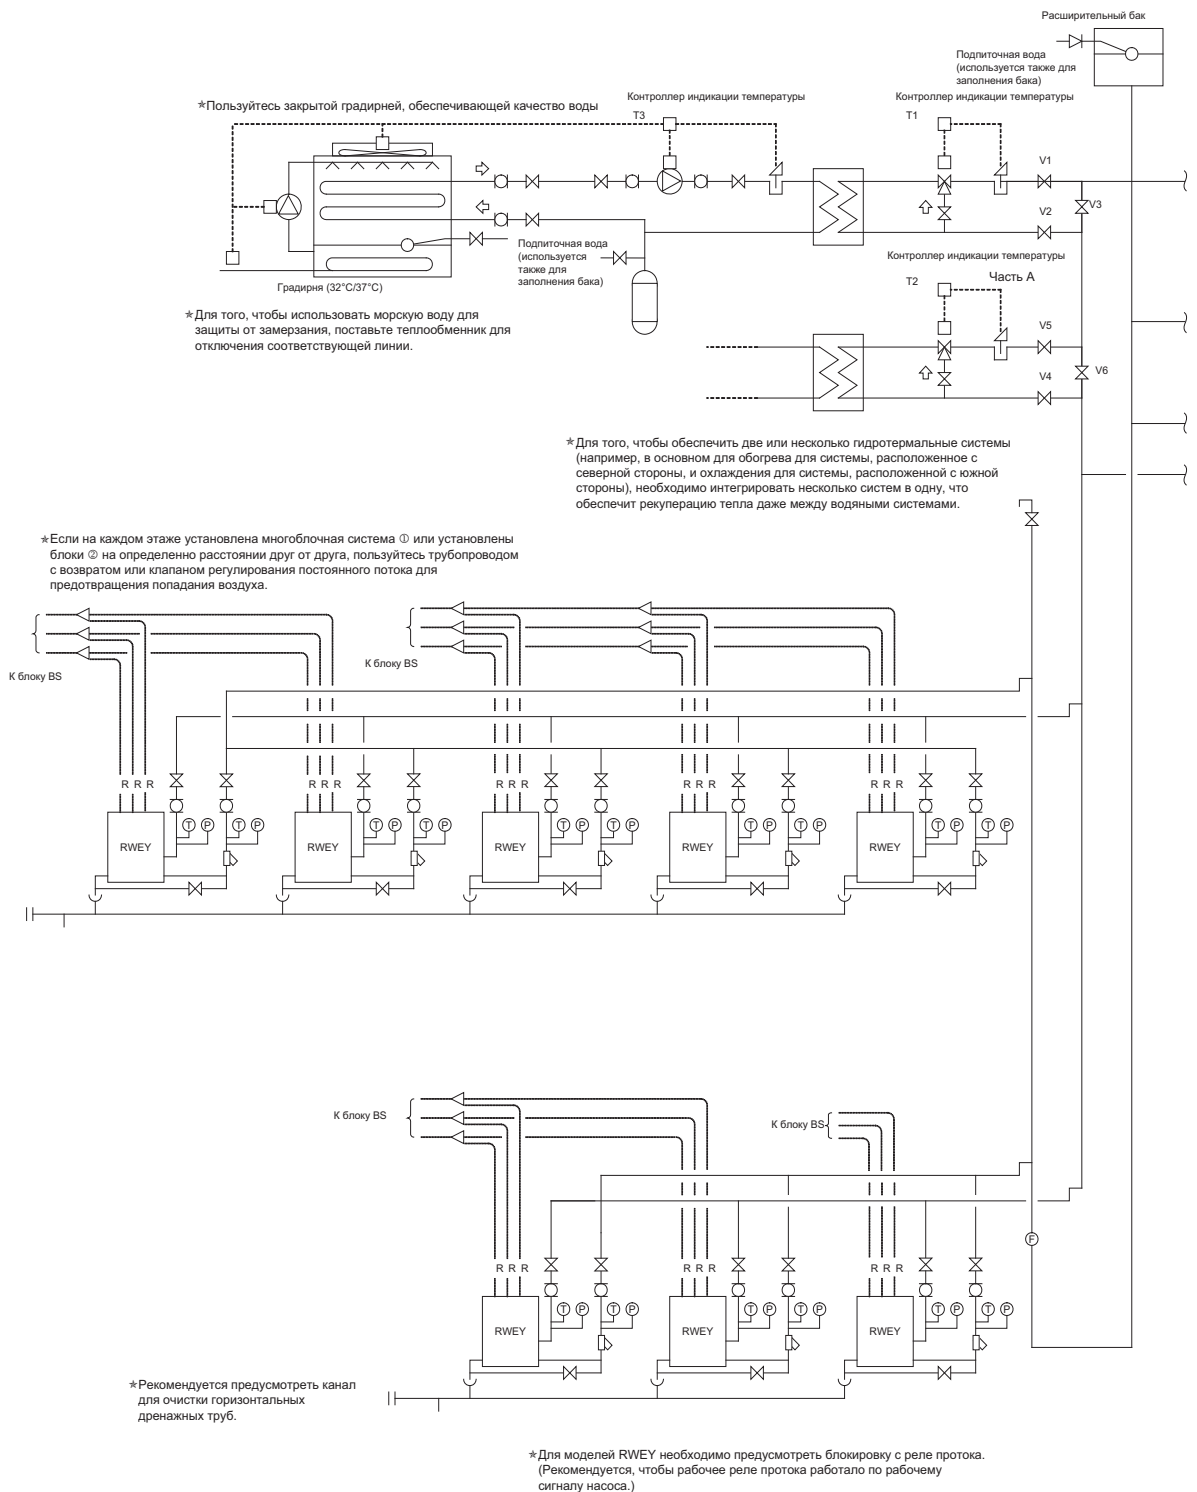 Расширительный бак
Подпиточная вода
(используется также для
заполнения бака)
✭Пользуйтесь закрытой градирней, обеспечивающей качество воды
Контроллер индикации температуры
T3
Контроллер индикации температуры
T1
V1
V2
V3
Подпиточная вода
(используется
также для
заполнения бака)
Градирня (32°C/37°C)
Контроллер индикации температуры
T2
Часть A
V5
V4
V6
✭Для того, чтобы использовать морскую воду для
защиты от замерзания, поставьте теплообменник для
отключения соответствующей линии.
✭Для того, чтобы обеспечить две или несколько гидротермальные системы
(например, в основном для обогрева для системы, расположенное с
северной стороны, и охлаждения для системы, расположенной с южной
стороны), необходимо интегрировать несколько систем в одну, что
обеспечит рекуперацию тепла даже между водяными системами.
✭Если на каждом этаже установлена многоблочная система ① или установлены
блоки ② на определенно расстоянии друг от друга, пользуйтесь трубопроводом
с возвратом или клапаном регулирования постоянного потока для
предотвращения попадания воздуха.
К блоку BS
К блоку BS
R R R
R R R
R R R
R R R
R R R
T P T P
T P T P
T P T P
T P T P
T P T P
RWEY
RWEY
RWEY
RWEY
RWEY
К блоку BS
К блоку BS
F
R R R
R R R
R R R
T P T P
T P T P
T P T P
RWEY
RWEY
RWEY
✭Рекомендуется предусмотреть канал
для очистки горизонтальных
дренажных труб.
✭Для моделей RWEY необходимо предусмотреть блокировку с реле протока.
(Рекомендуется, чтобы рабочее реле протока работало по рабочему
сигналу насоса.)